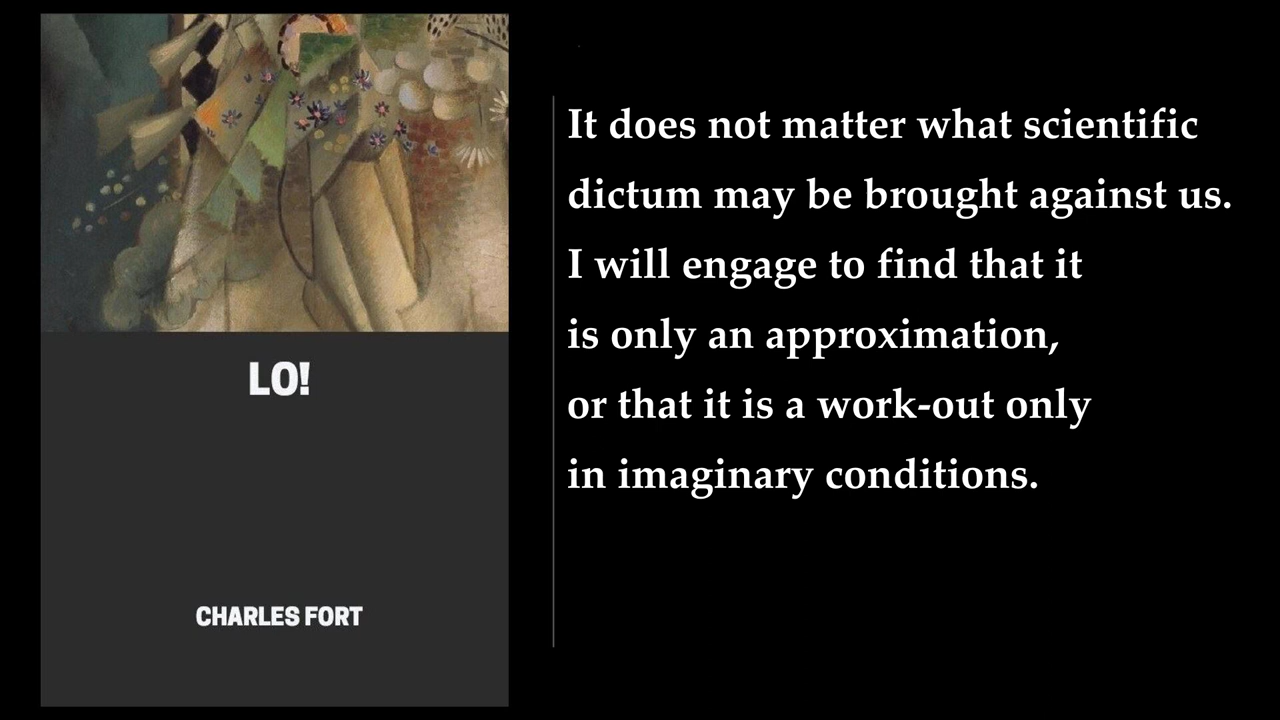 LO!
CHARLES FORT
It does not matter what scientific
dictum may be brought against us.
I will engage to find that it
is only an approximation,
or that it is a work-out only
in imaginary conditions.